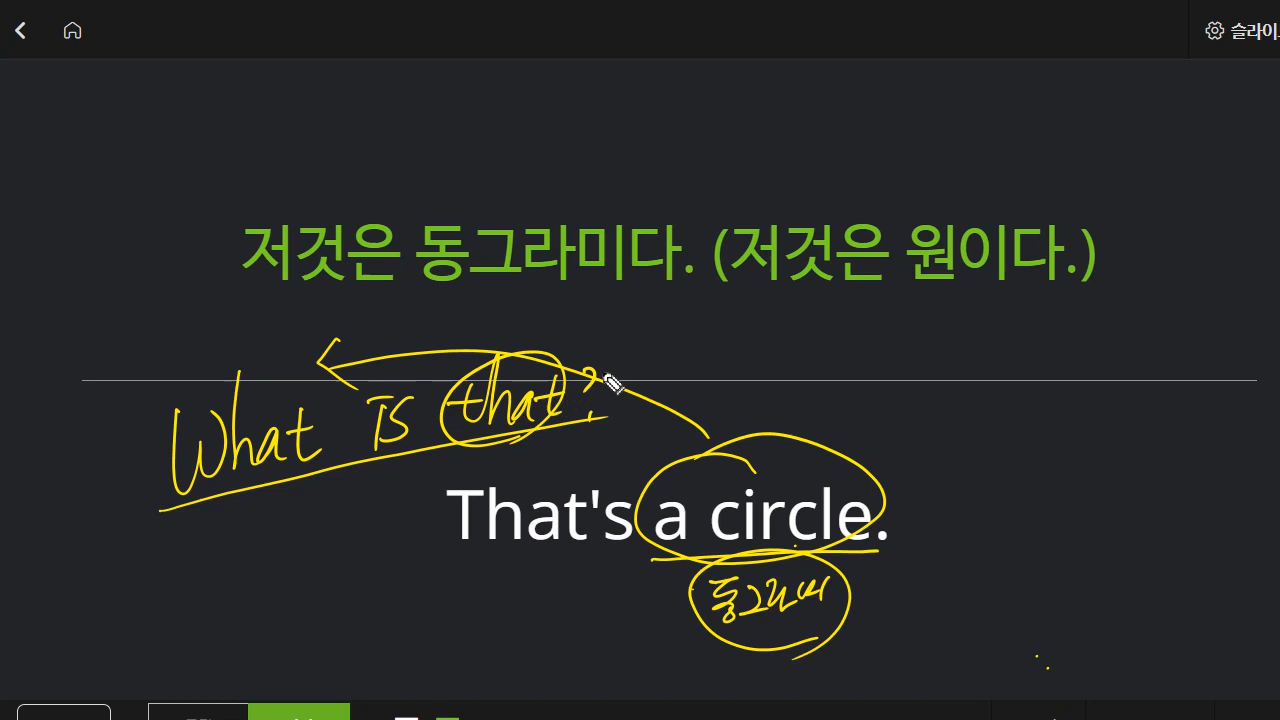 슬라이
저것은 동그라미다. (저것은 원이다.)
What is that?
That's a circle.
동그라미